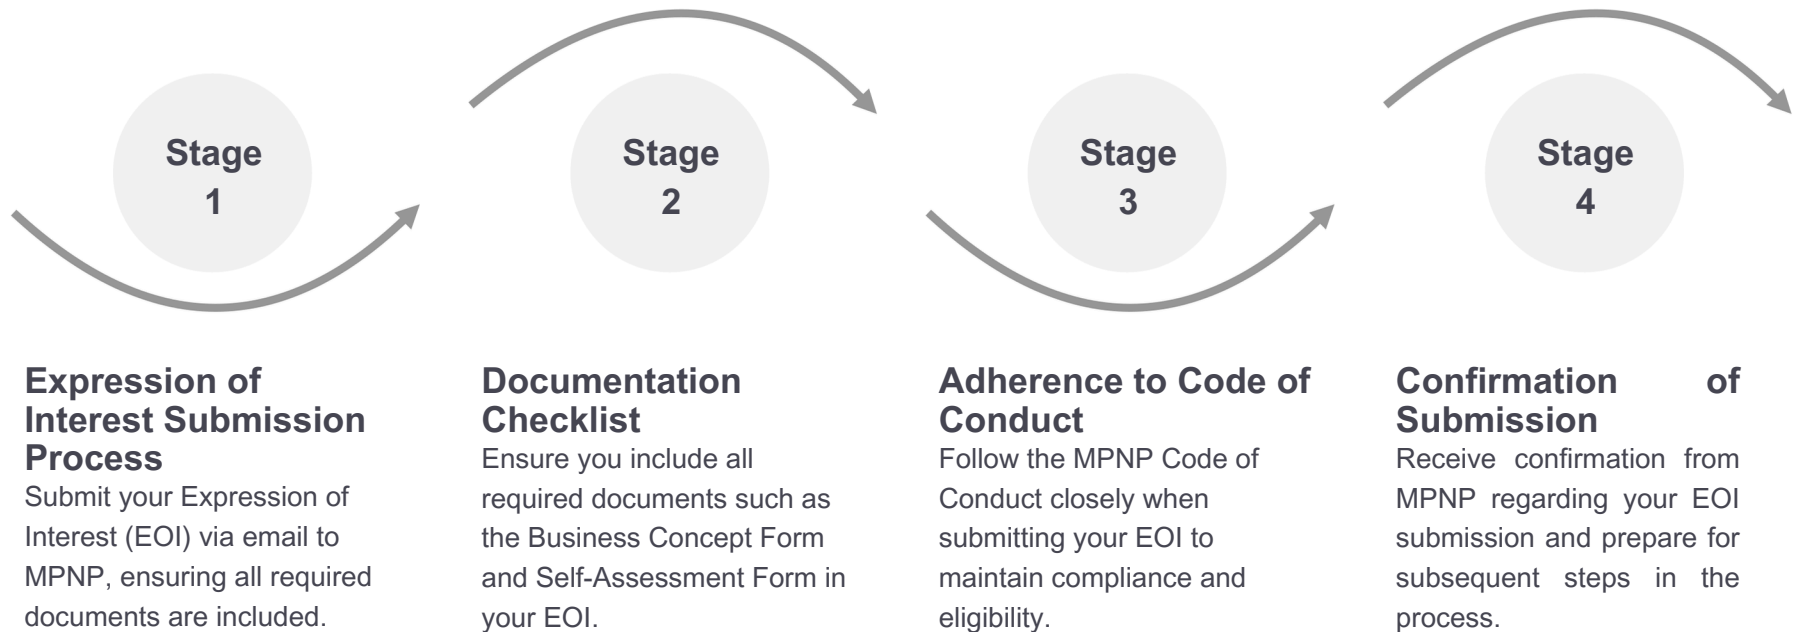 Stage
1
Expression of
Interest Submission
Process
Submit your Expression of
Interest (EOI) via email to
MPNP, ensuring all required
documents are included.
Stage
2
Documentation
Checklist
Ensure you include all
required documents such as
the Business Concept Form
and Self-Assessment Form in
your EOI.
Stage
3
Adherence to Code of
Conduct
Follow the MPNP Code of
Conduct closely when
submitting your EOI to
maintain compliance and
eligibility.
Stage
4
Confirmation of
Submission
Receive confirmation from
MPNP regarding your EOI
submission and prepare for
subsequent steps in the
process.